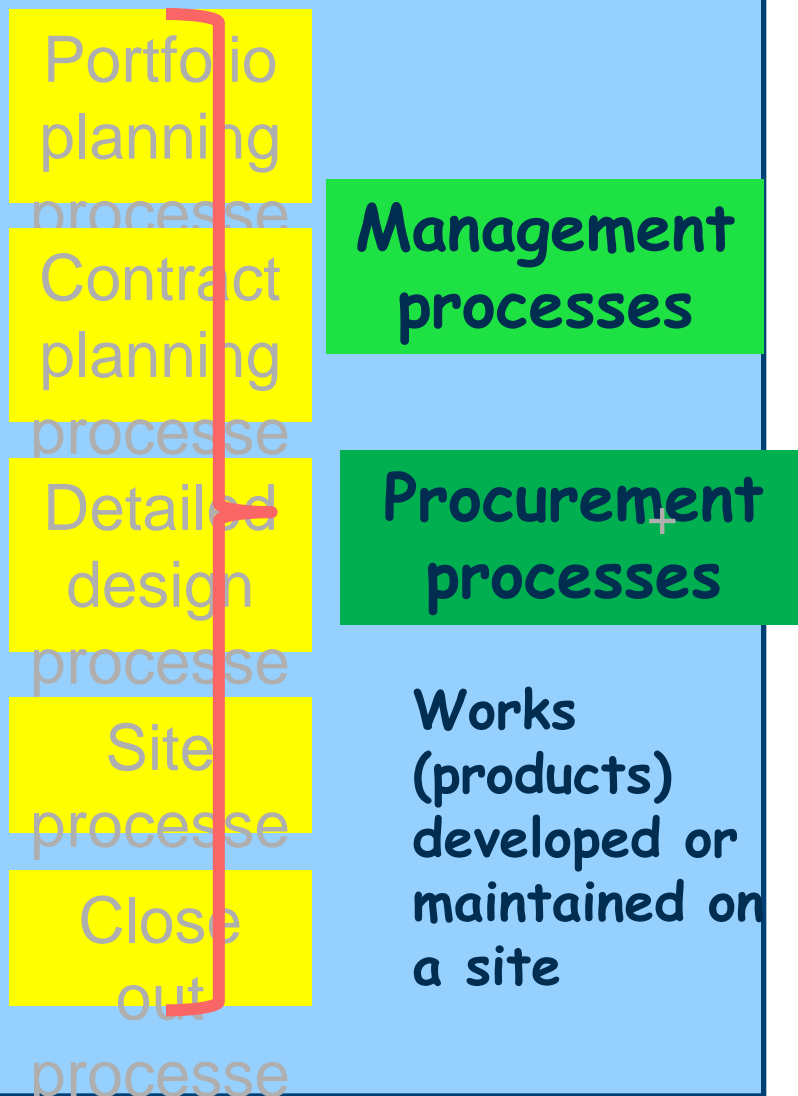 Portfolio
planning
processe
Contract
planning
processe
Detailed
design
processe
Site
processe
Close
out
processe
Management
processes
Procurement
processes
+
Works
(products)
developed or
maintained on
a site